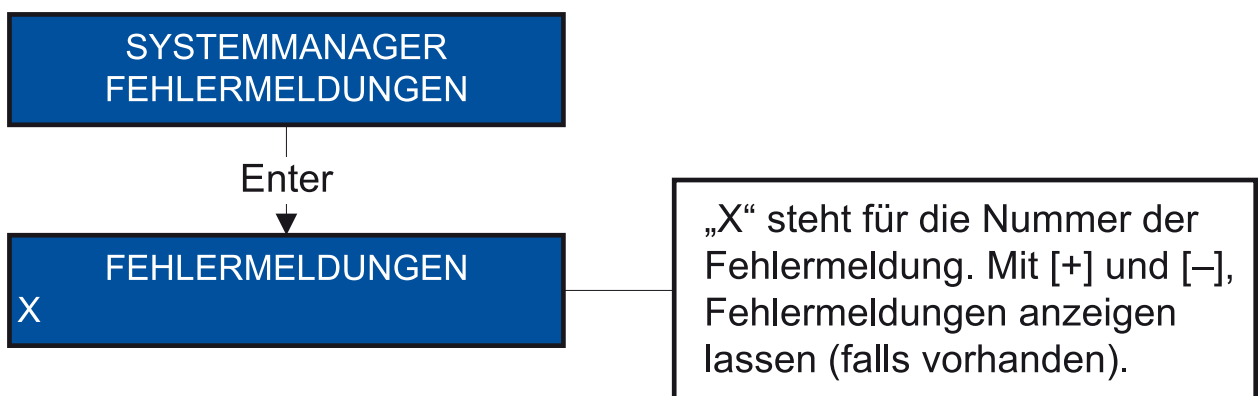 SYSTEMMANAGER
FEHLERMELDUNGEN
Enter
FEHLERMELDUNGEN
X
„X“ steht für die Nummer der
Fehlermeldung. Mit [+] und [–],
Fehlermeldungen anzeigen
lassen (falls vorhanden).